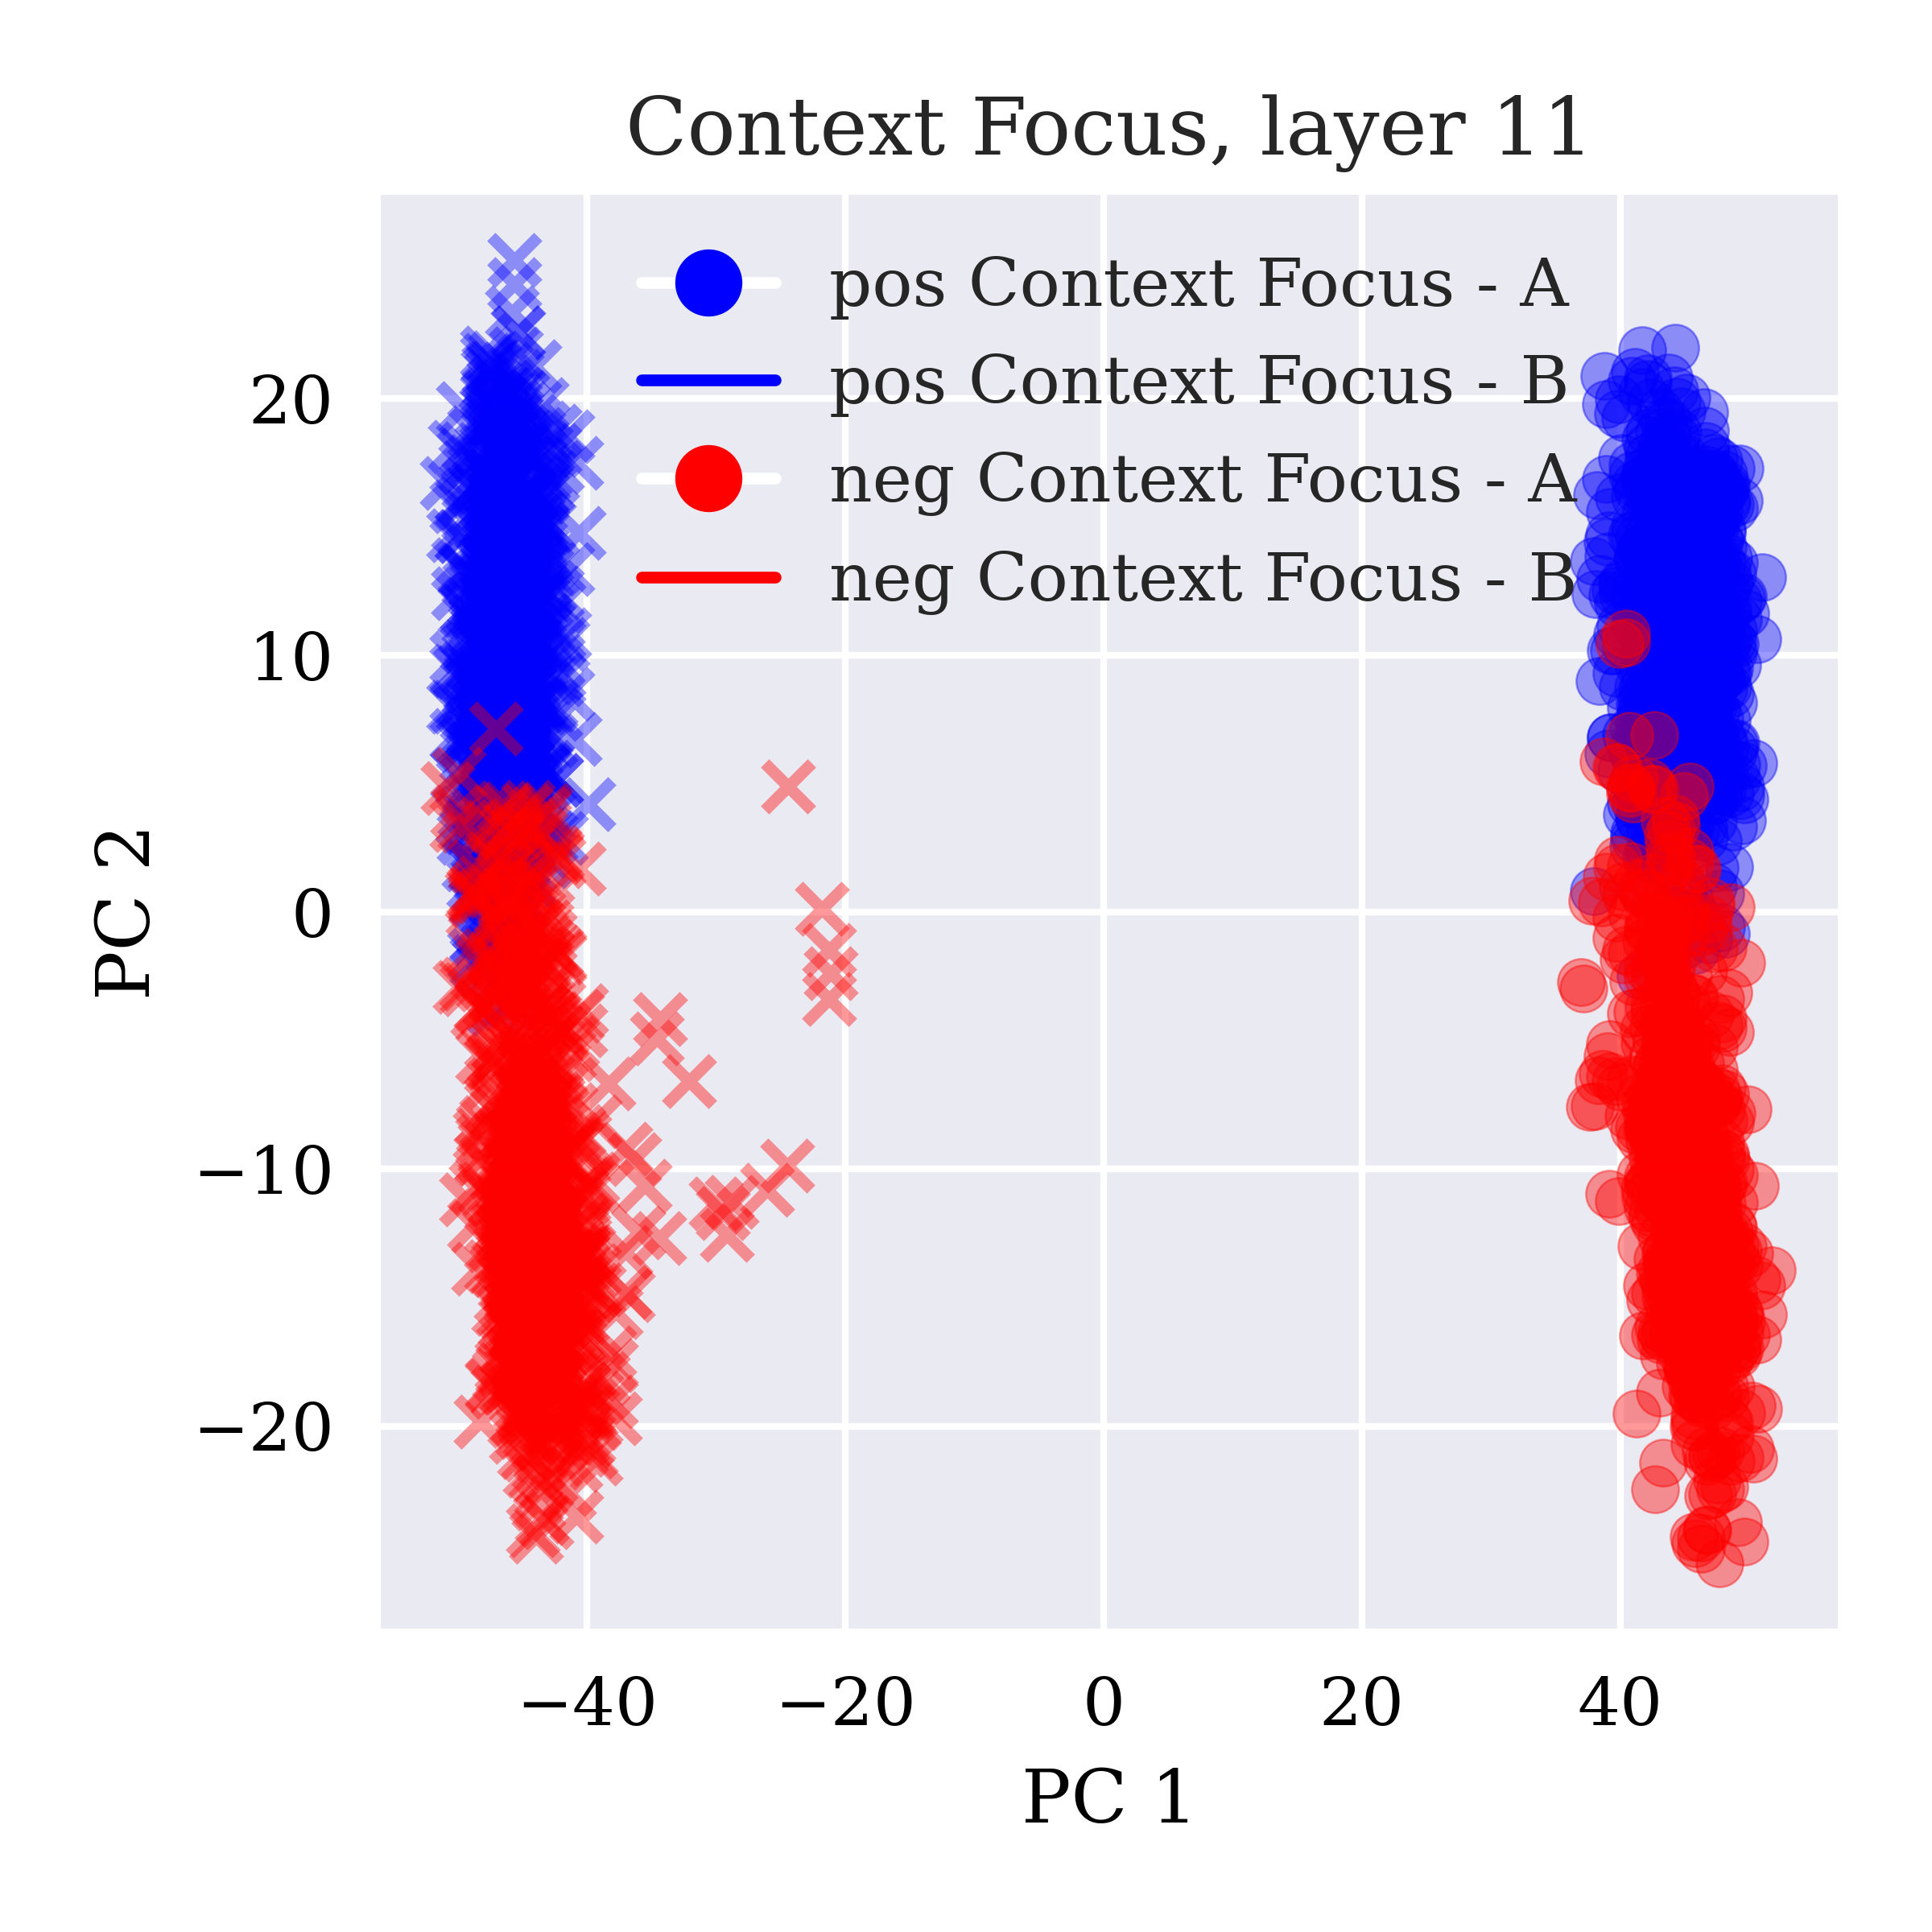 Context Focus, layer 11
pos Context Focus - A
pos Context Focus - B
neg Context Focus - A
neg Context Focus - B
20
10
0
−10
−20
PC 2
−40 −20 0 20 40
PC 1